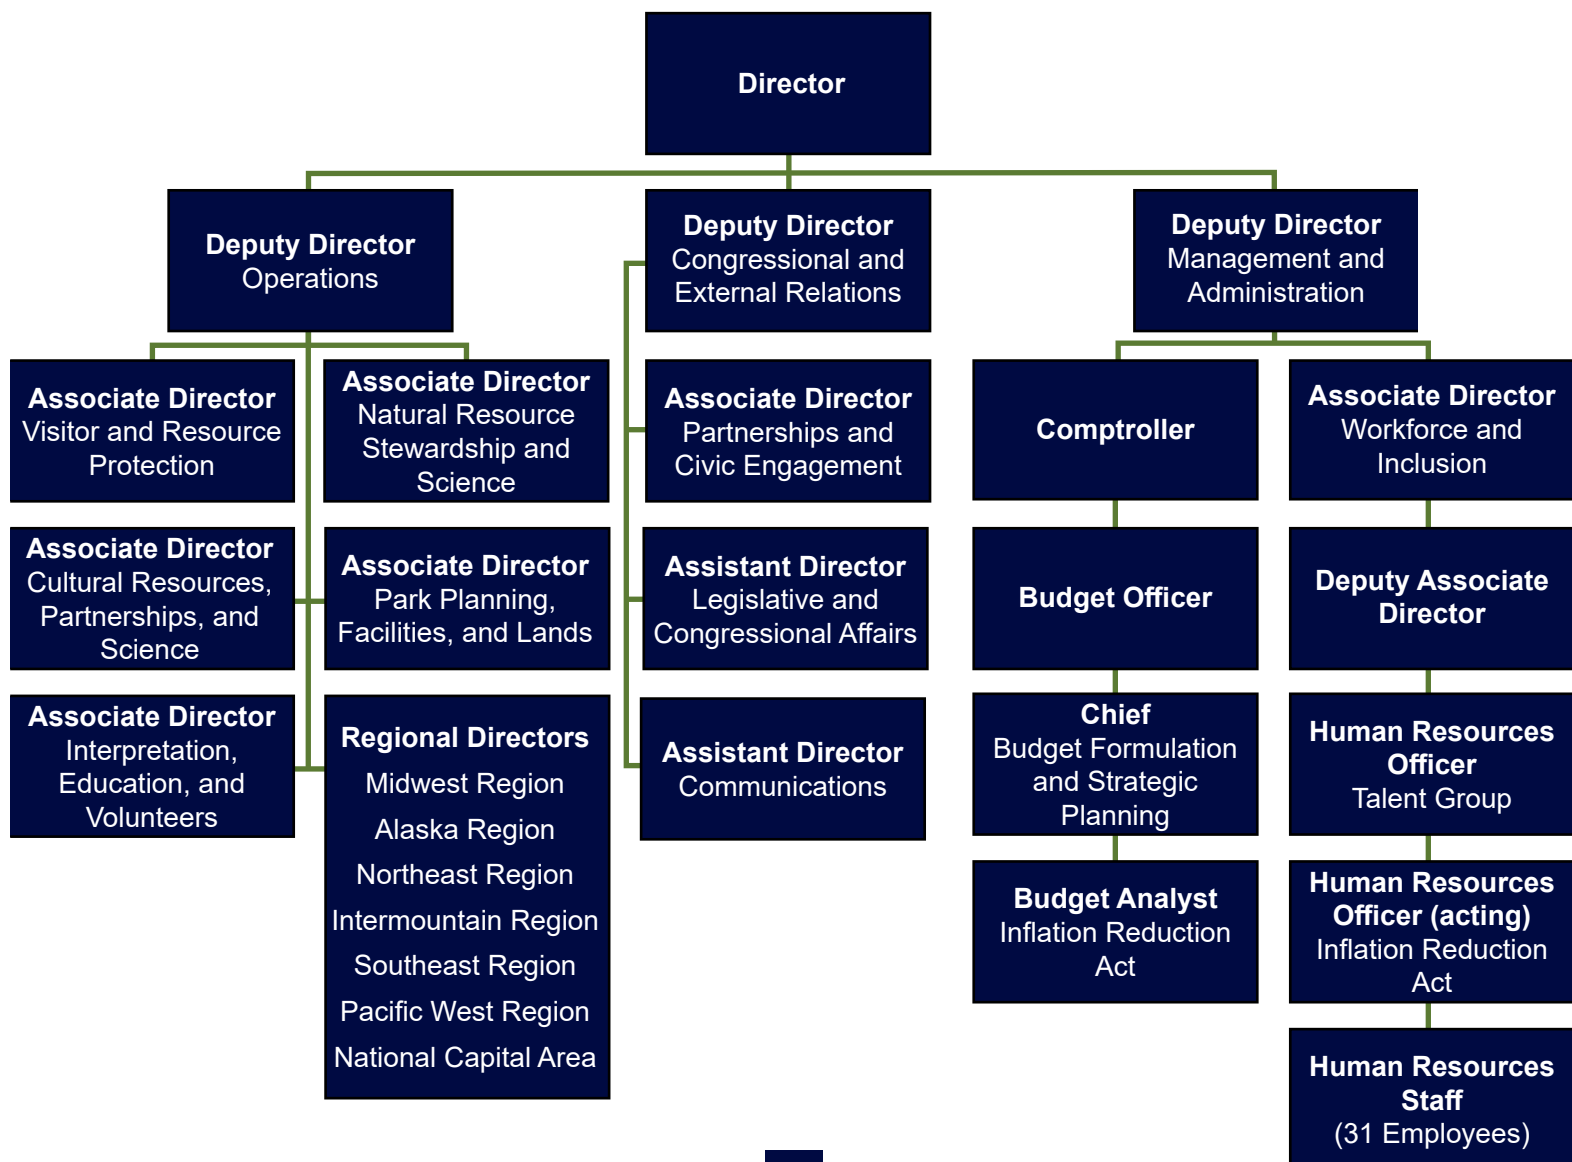 Director
Deputy Director
Operations
Deputy Director
Congressional and
External Relations
Deputy Director
Management and
Administration
Associate Director
Visitor and Resource
Protection
Associate Director
Natural Resource
Stewardship and
Science
Associate Director
Partnerships and
Civic Engagement
Comptroller
Associate Director
Workforce and
Inclusion
Associate Director
Cultural Resources,
Partnerships, and
Science
Associate Director
Park Planning,
Facilities, and Lands
Assistant Director
Legislative and
Congressional Affairs
Budget Officer
Deputy Associate
Director
Associate Director
Interpretation,
Education, and
Volunteers
Regional Directors
Midwest Region
Alaska Region
Northeast Region
Intermountain Region
Southeast Region
Pacific West Region
National Capital Area
Assistant Director
Communications
Chief
Budget Formulation
and Strategic
Planning
Human Resources
Officer
Talent Group
Budget Analyst
Inflation Reduction
Act
Human Resources
Officer (acting)
Inflation Reduction
Act
Human Resources
Staff
(31 Employees)